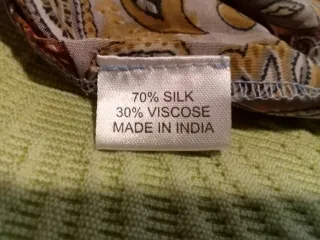 70% SILK
30% VISCOSE
MADE IN INDIA